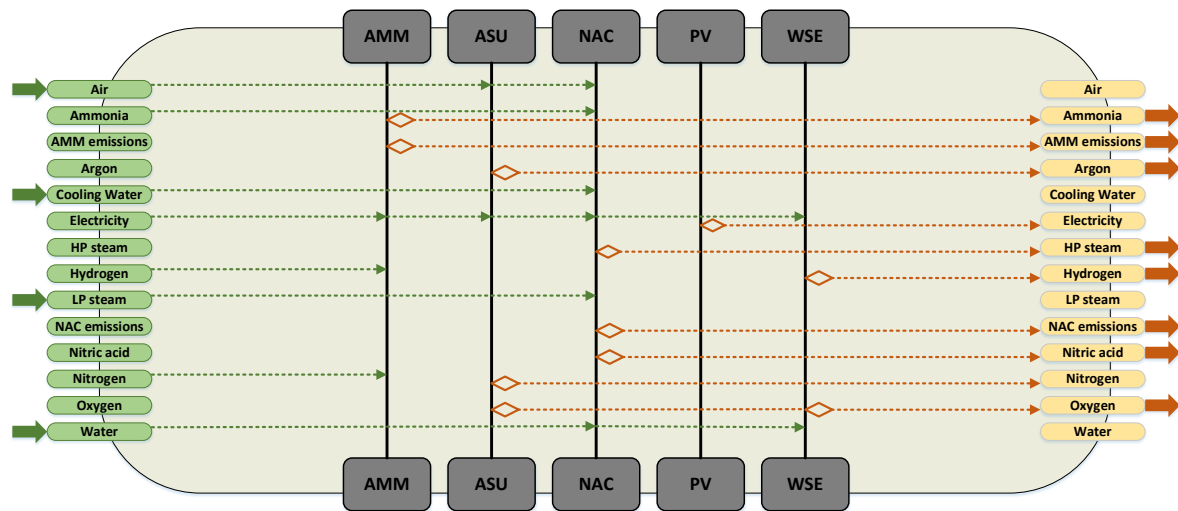 AMM ASU NAC PV WSE
Air Air
Ammonia Ammonia
AMM emissions AMM emissions
Argon Argon
Cooling Water Cooling Water
Electricity Electricity
HP steam HP steam
Hydrogen Hydrogen
LP steam LP steam
NAC emissions NAC emissions
Nitric acid Nitric acid
Nitrogen Nitrogen
Oxygen Oxygen
Water Water
AMM ASU NAC PV WSE